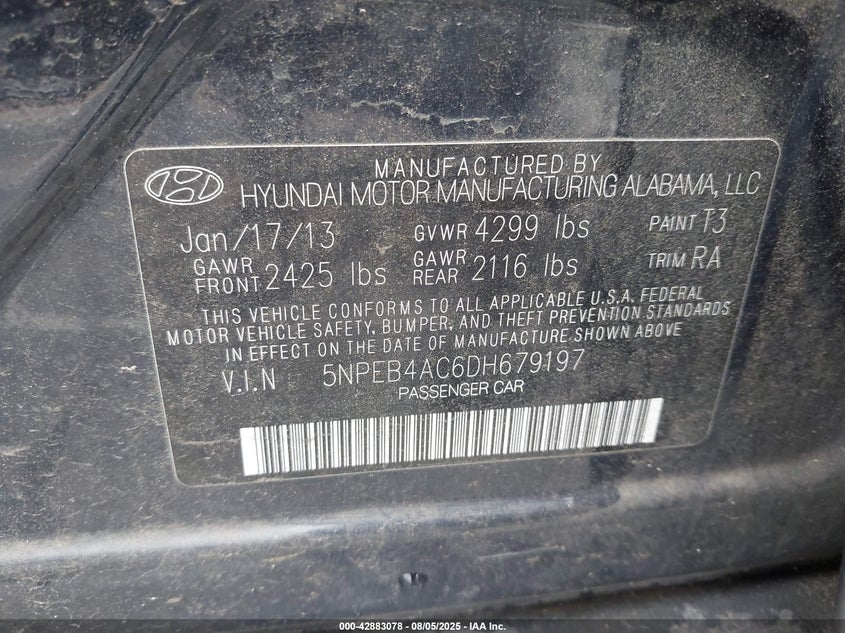 MANUFACTURED BY
HYUNDAI MOTOR MANUFACTURING ALABAMA, LLC
Jan/17/13 GVWR 4299 lbs PAINT T3
GAWR FRONT 2425 lbs GAWR REAR 2116 lbs TRIM RA
THIS VEHICLE CONFORMS TO ALL APPLICABLE U.S.A. FEDERAL
MOTOR VEHICLE SAFETY, BUMPER, AND THEFT PREVENTION STANDARDS
IN EFFECT ON THE DATE OF MANUFACTURE SHOWN ABOVE
V.I.N 5NPEB4AC6DH679197
PASSENGER CAR
000-42883078 - 08/05/2025 - IAA Inc.